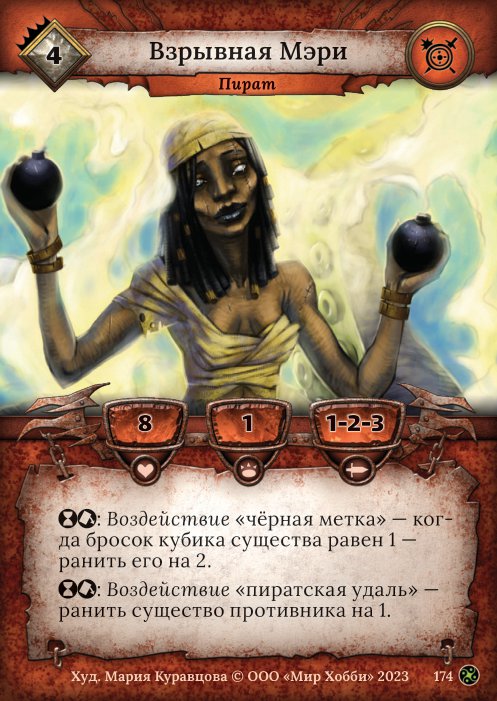 4
Взрывная Мэри
Пират
8
1
1-2-3
: Воздействие «чёрная метка» — ког-
да бросок кубика существа равен 1 —
ранить его на 2.
: Воздействие «пиратская удаль» —
ранить существо противника на 1.
Худ. Мария Куравцова © ООО «Мир Хобби» 2023 174